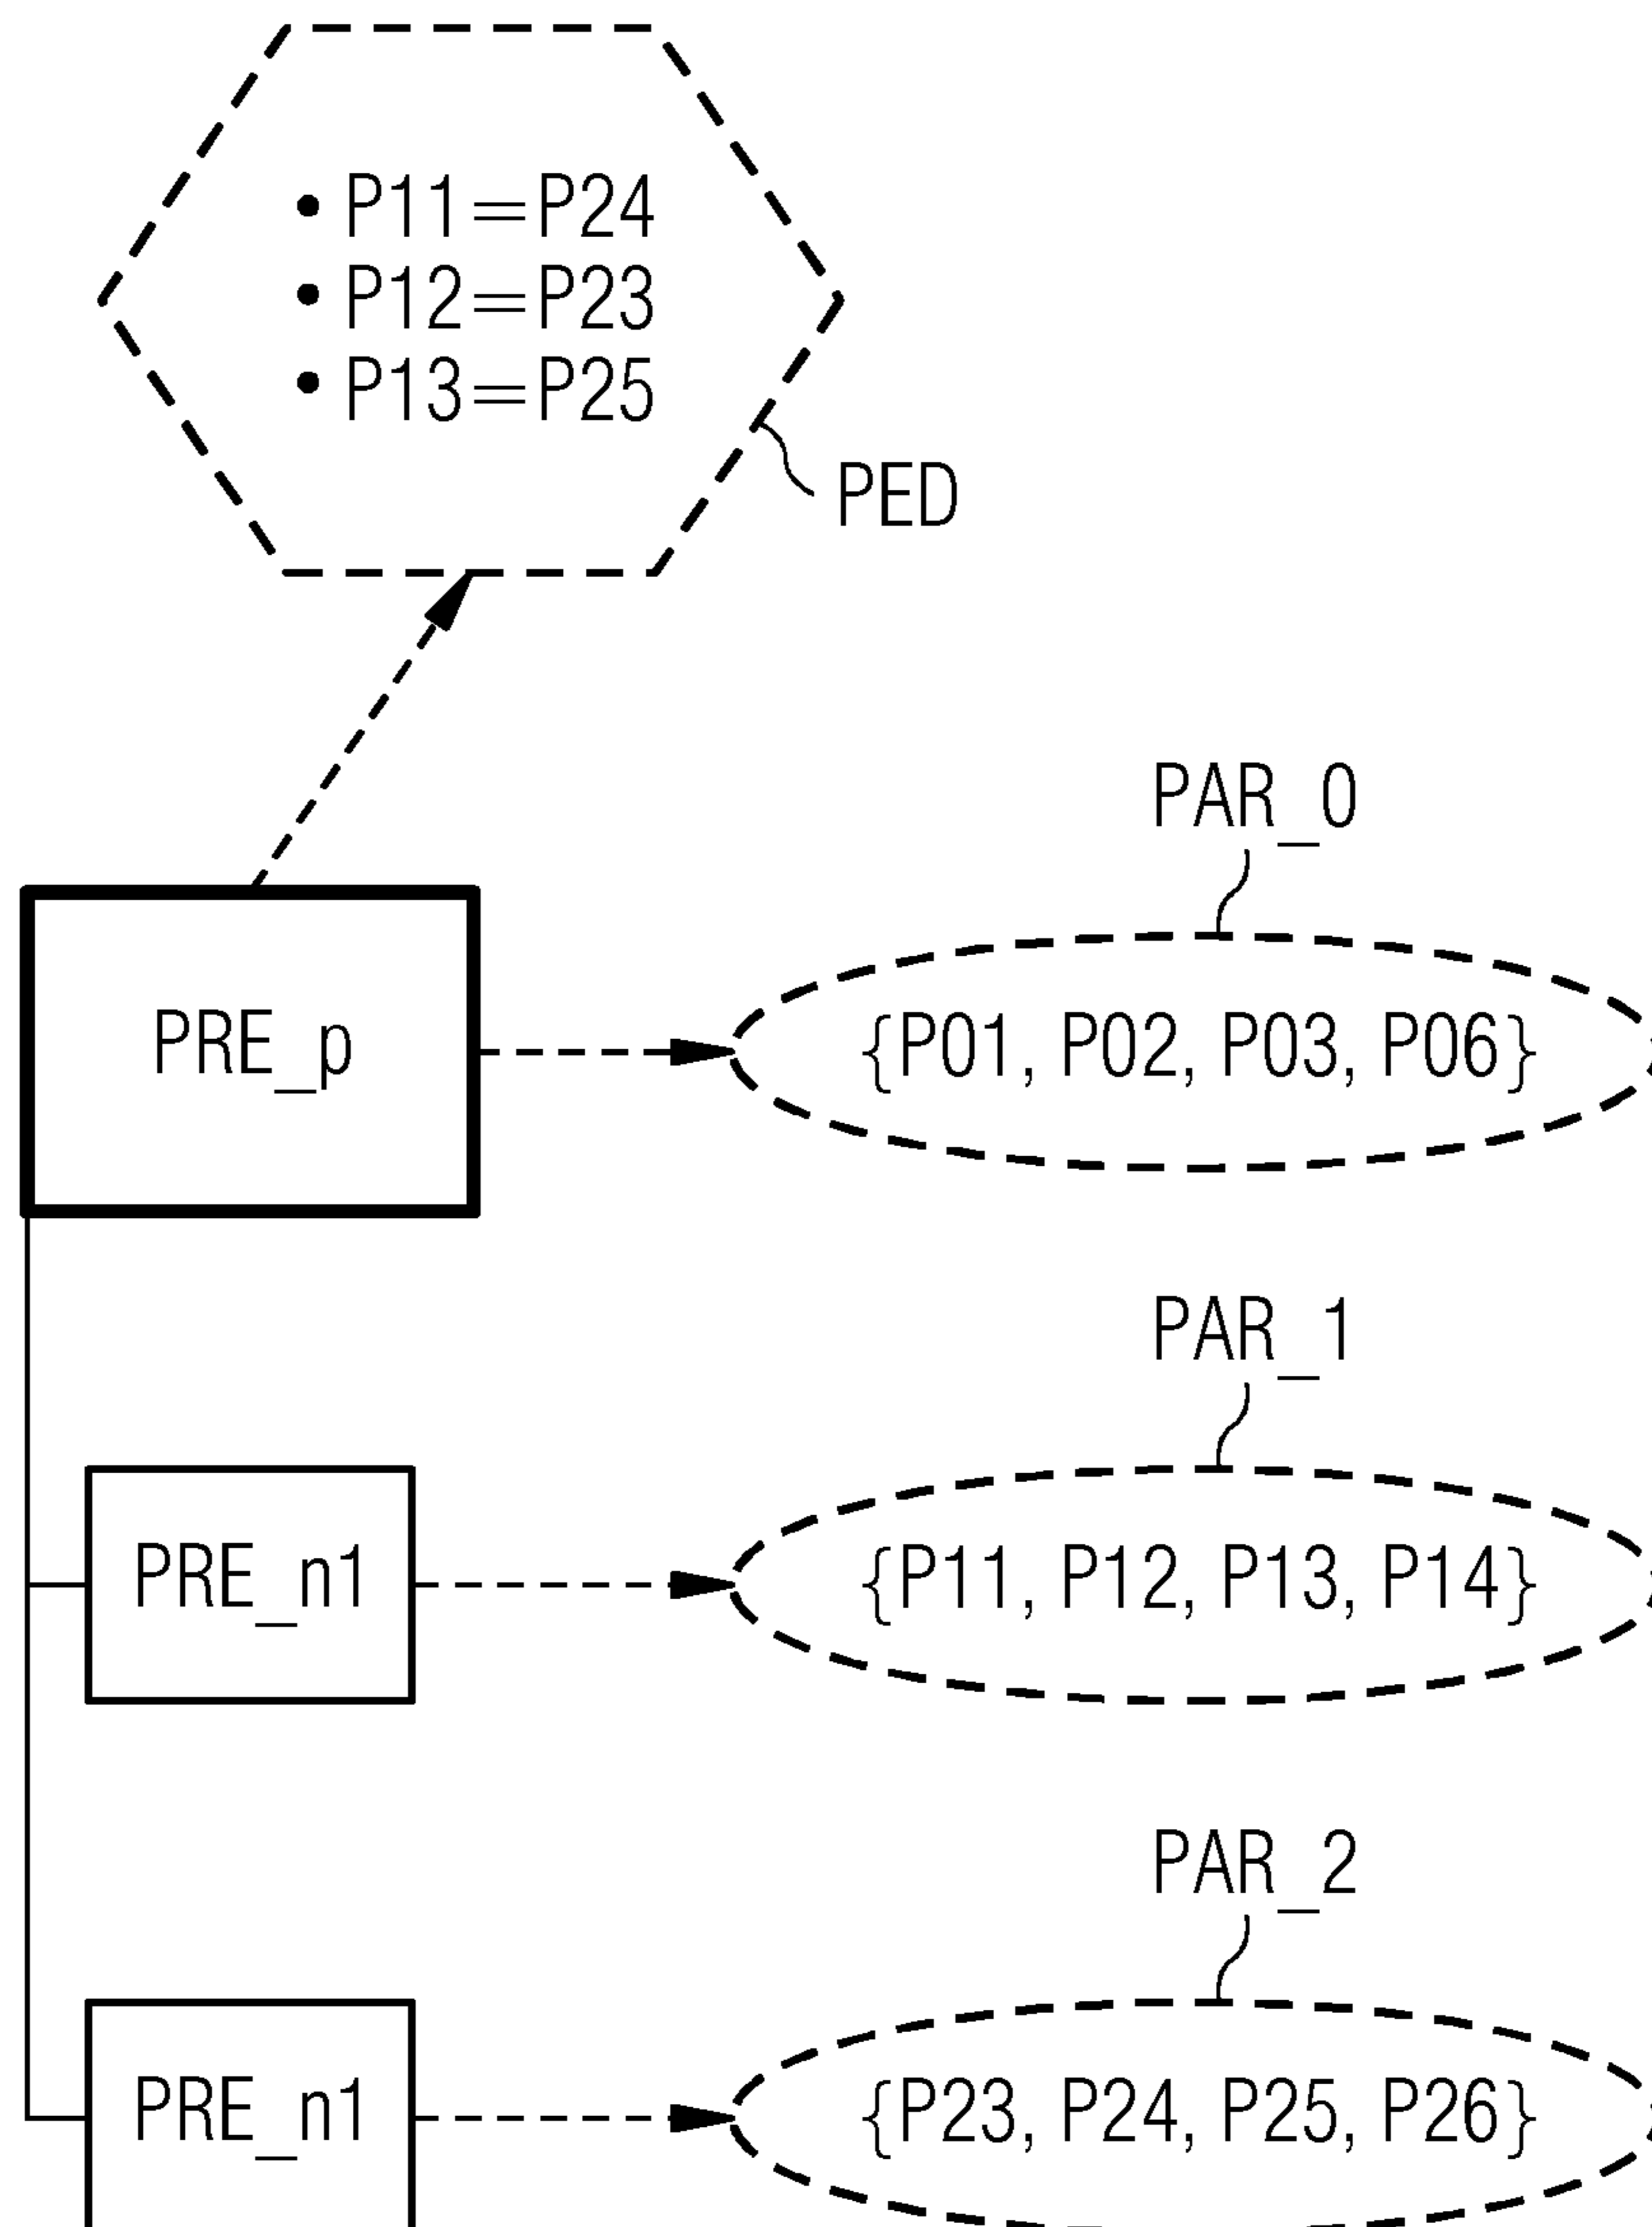 • P11=P24
• P12=P23
• P13=P25
PED
PAR_0
PRE_p
{P01, P02, P03, P06}
PAR_1
PRE_n1
{P11, P12, P13, P14}
PAR_2
PRE_n1
{P23, P24, P25, P26}